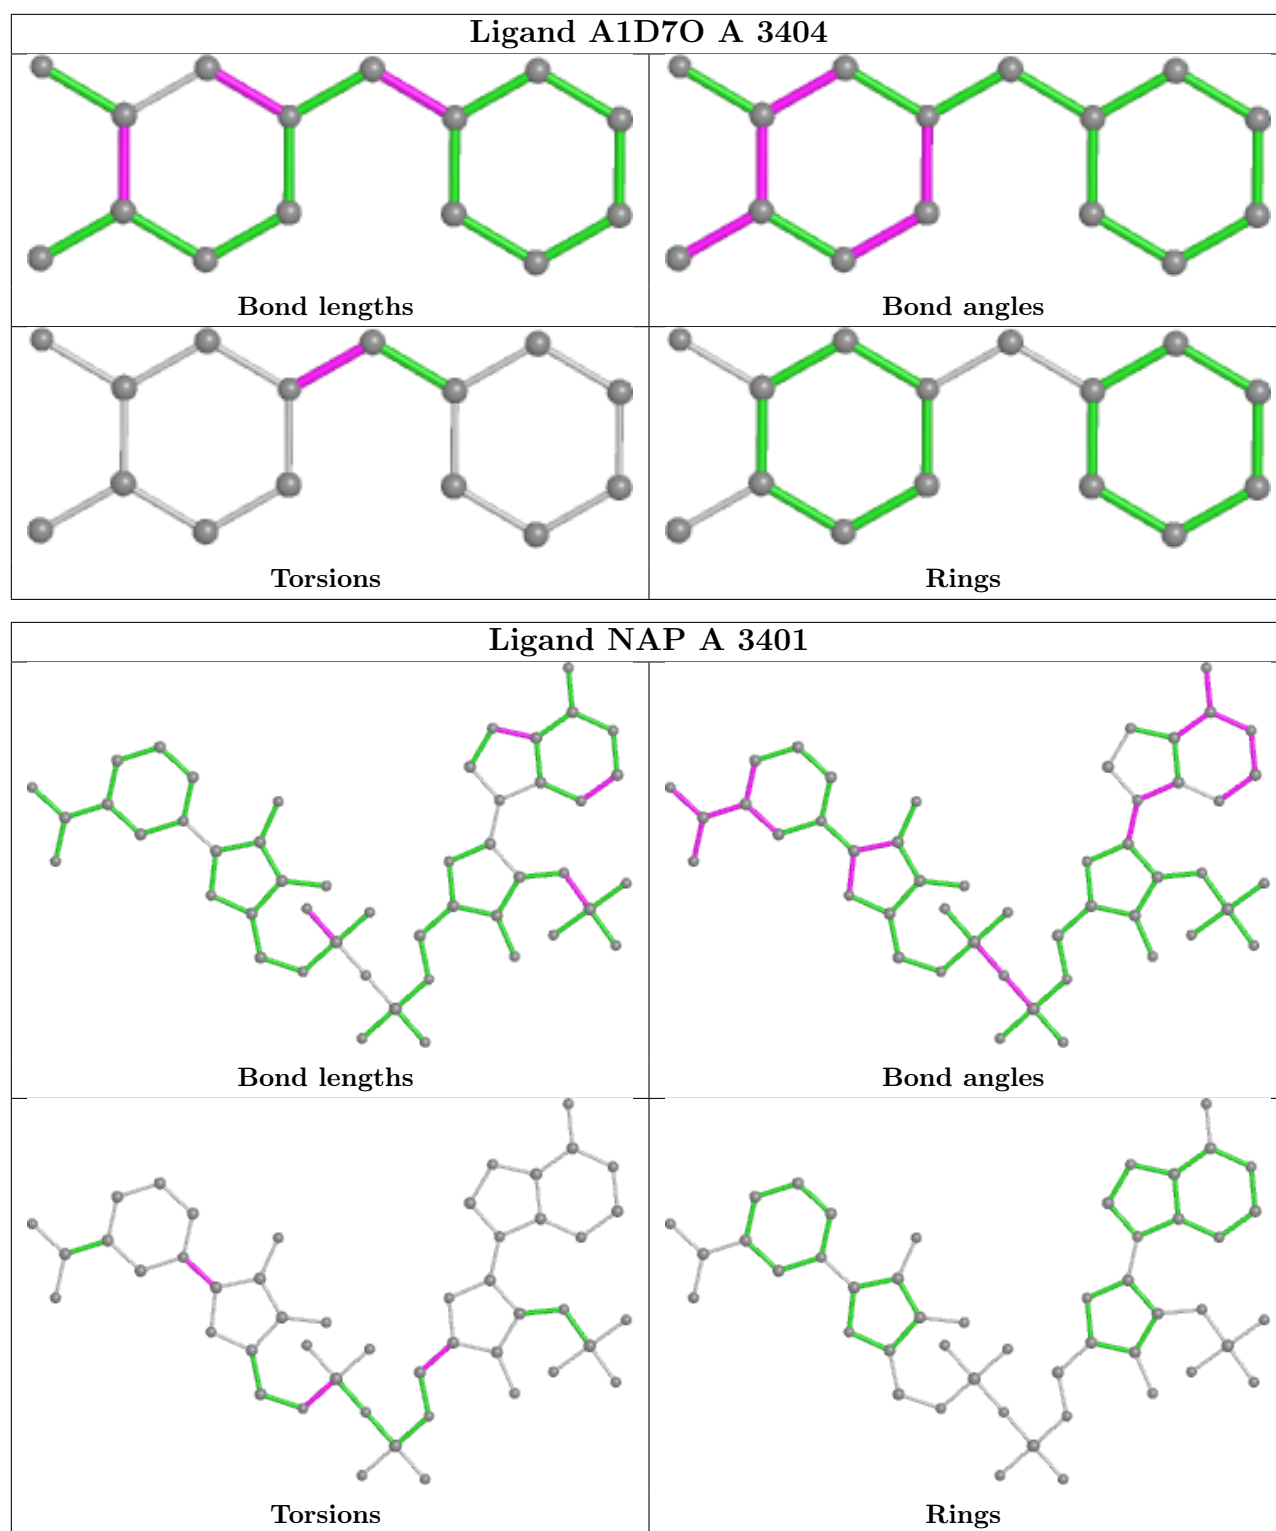 Ligand A1D7O A 3404
Bond lengths
Bond angles
Torsions
Rings
Ligand NAP A 3401
Bond lengths
Bond angles
Torsions
Rings